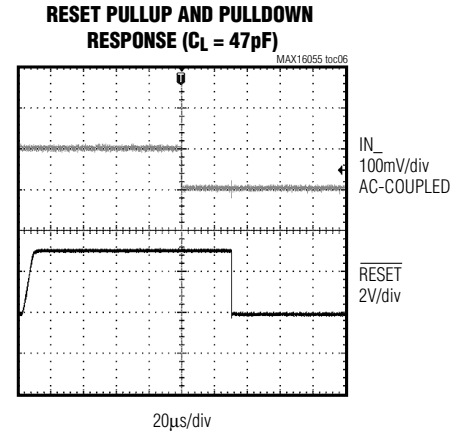 RESET PULLUP AND PULLDOWN
RESPONSE (CL = 47pF)
MAX16055 toc06
T
IN_
100mV/div
AC-COUPLED
RESET
2V/div
20µs/div